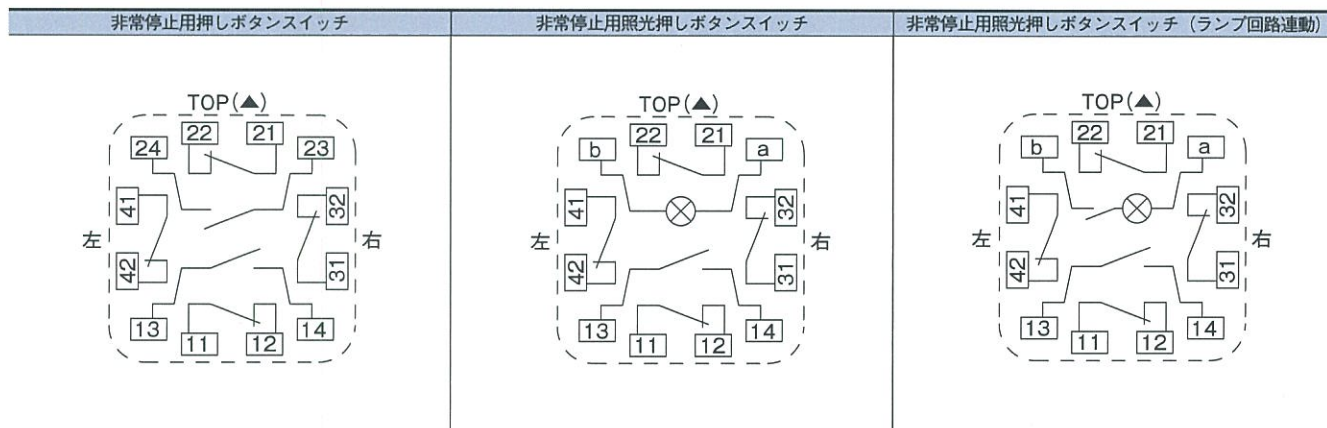 非常停止用押しボタンスイッチ
非常停止用照光押しボタンスイッチ
非常停止用照光押しボタンスイッチ（ランプ回路連動）
TOP(▲)
24 22 21 23
41 32
左 右
42 31
13 11 12 14
TOP(▲)
b 22 21 a
41 32
左 右
42 31
13 11 12 14
TOP(▲)
b 22 21 a
41 32
左 右
42 31
13 11 12 14